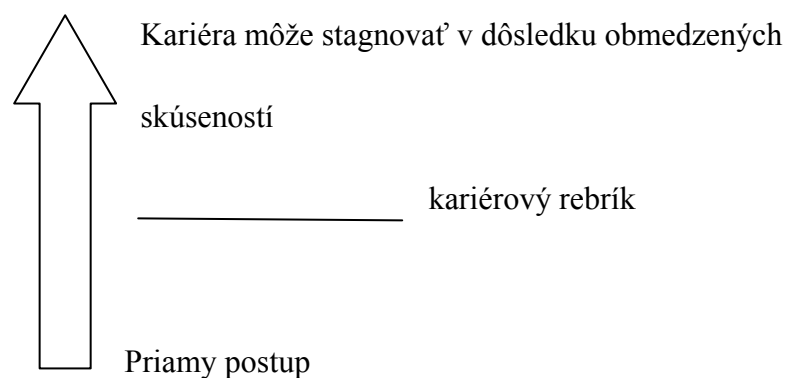 Kariéra môže stagnovať v dôsledku obmedzených
skúseností
kariérový rebrík
Priamy postup